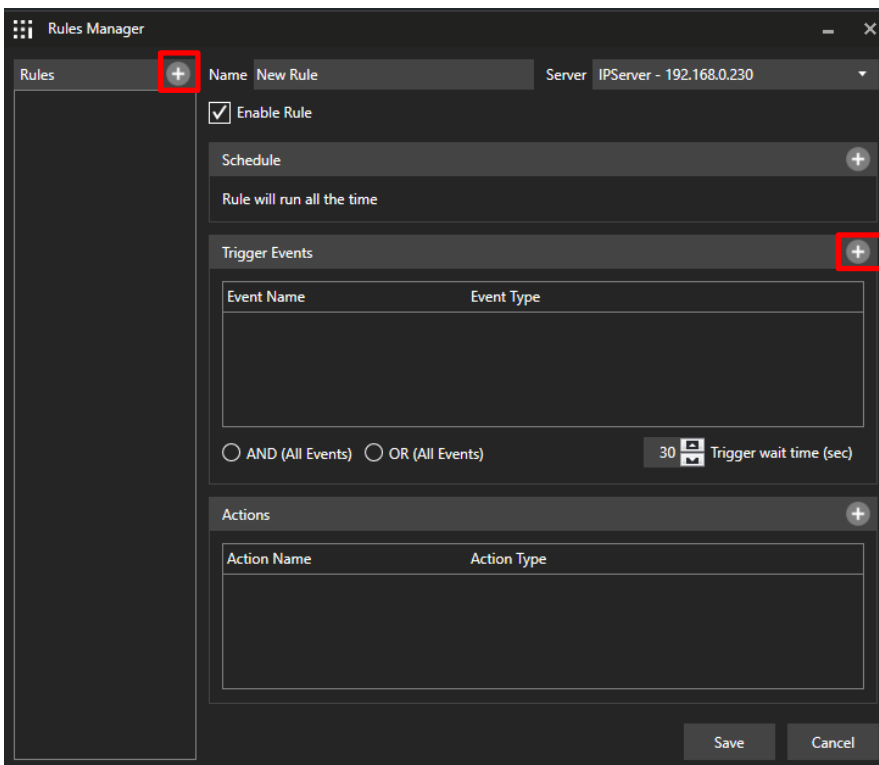 Rules Manager
Rules
Name New Rule Server IPServer - 192.168.0.230
Enable Rule
Schedule
Rule will run all the time
Trigger Events
Event Name Event Type
AND (All Events) OR (All Events) 30 Trigger wait time (sec)
Actions
Action Name Action Type
Save Cancel